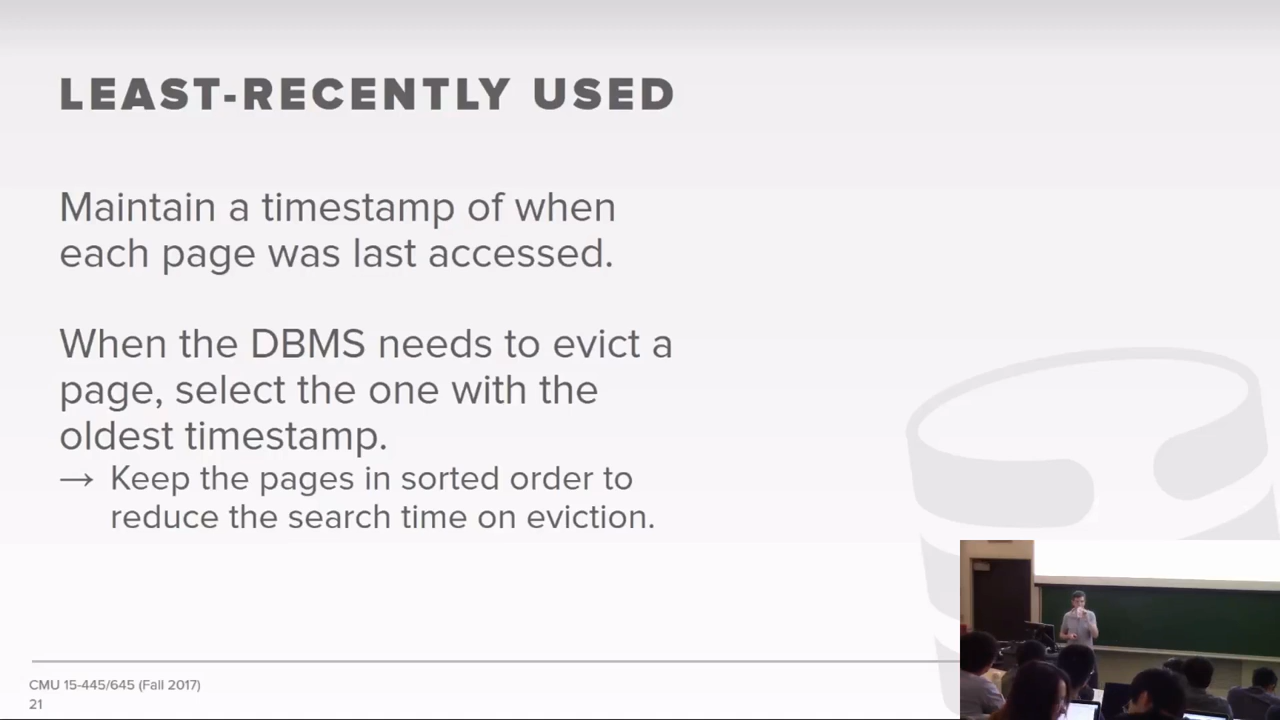 LEAST-RECENTLY USED
Maintain a timestamp of when
each page was last accessed.
When the DBMS needs to evict a
page, select the one with the
oldest timestamp.
→ Keep the pages in sorted order to
reduce the search time on eviction.
CMU 15-445/645 (Fall 2017)
21